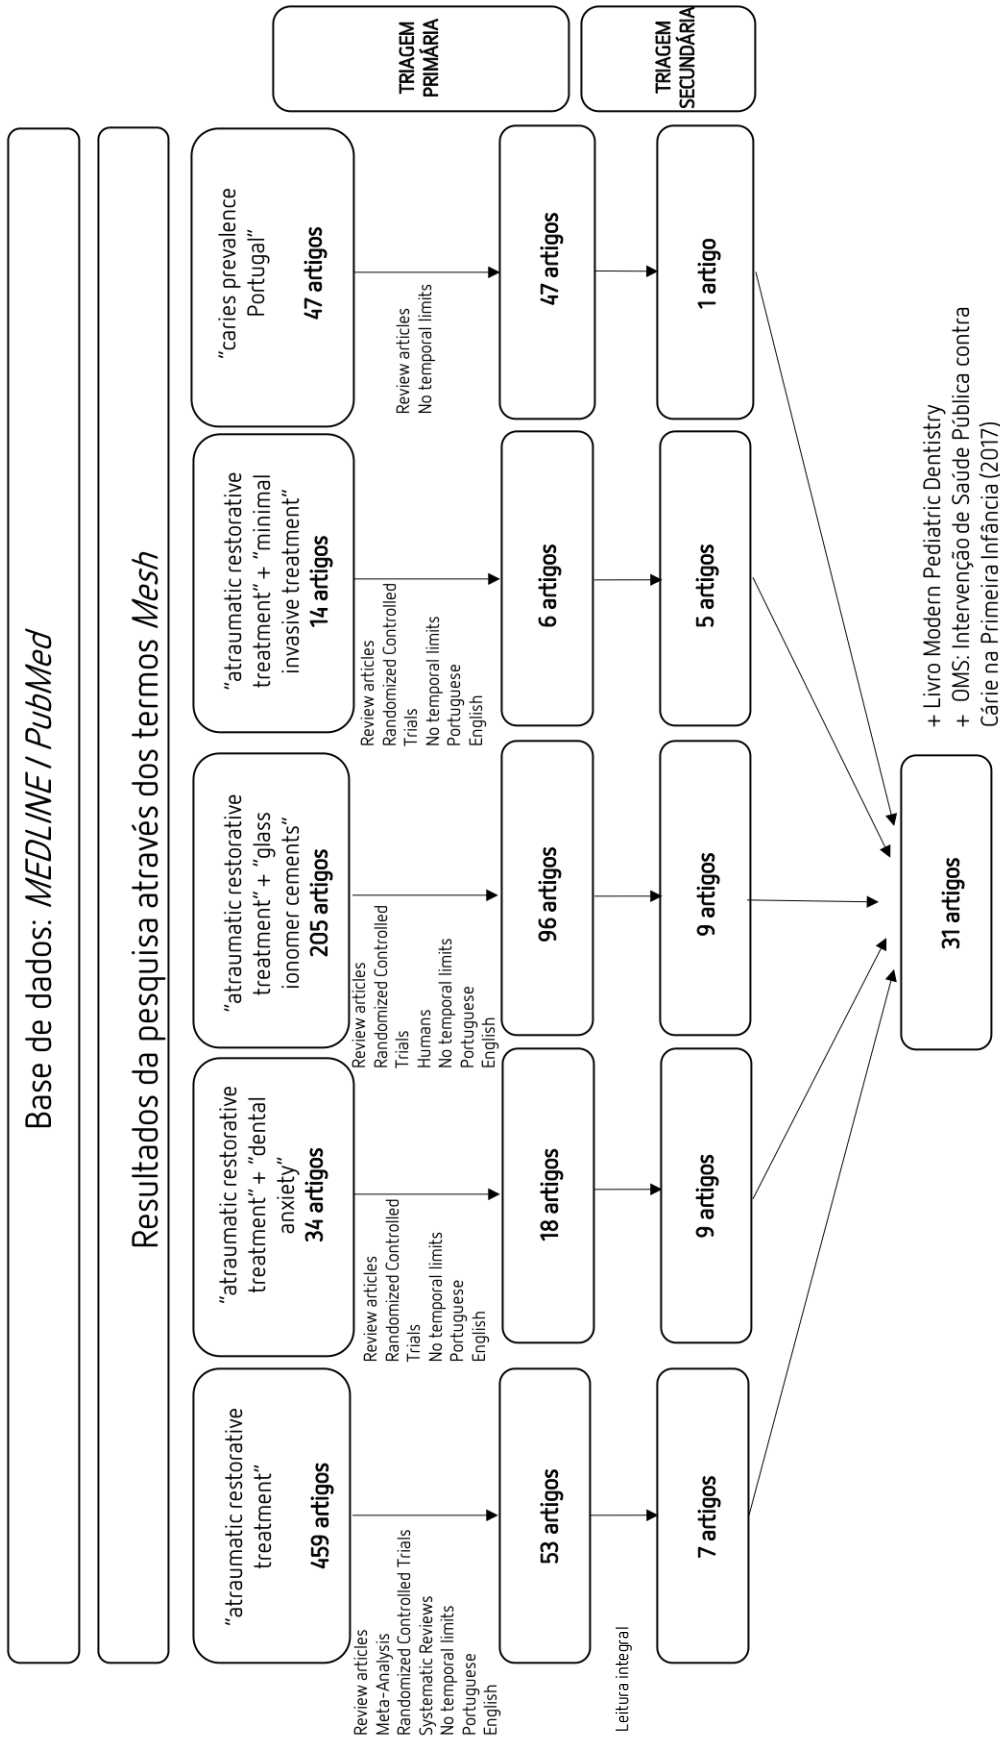 Base de dados: MEDLINE / PubMed
Resultados da pesquisa através dos termos Mesh
"atraumatic restorative
treatment"
459 artigos
"atraumatic restorative
treatment" + "dental
anxiety"
34 artigos
"atraumatic restorative
treatment" + "glass
ionomer cements"
205 artigos
"atraumatic restorative
treatment" + "minimal
invasive treatment"
14 artigos
"caries prevalence
Portugal"
47 artigos
TRIAGEM
PRIMÁRIA
Review articles
Meta-Analysis
Randomized Controlled Trials
Systematic Reviews
No temporal limits
Portuguese
English
Review articles
Randomized Controlled
Trials
No temporal limits
Portuguese
English
Review articles
Randomized Controlled
Trials
Humans
No temporal limits
Portuguese
English
Review articles
Randomized Controlled
Trials
No temporal limits
Portuguese
English
Review articles
No temporal limits
53 artigos
18 artigos
96 artigos
6 artigos
47 artigos
TRIAGEM
SECUNDÁRIA
Leitura integral
7 artigos
9 artigos
9 artigos
5 artigos
1 artigo
31 artigos
+ Livro Modern Pediatric Dentistry
+ OMS: Intervenção de Saúde Pública contra
Cárie na Primeira Infância (2017)